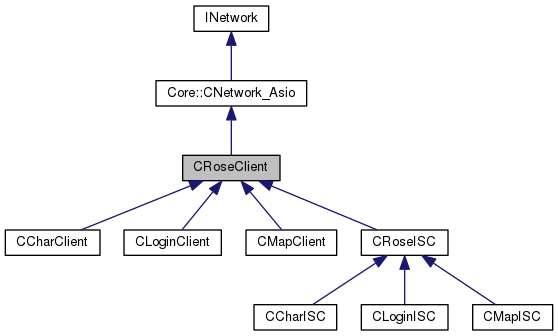 INetwork
Core::CNetwork_Asio
CRoseClient
CCharClient
CLoginClient
CMapClient
CRoseISC
CCharISC
CLoginISC
CMapISC